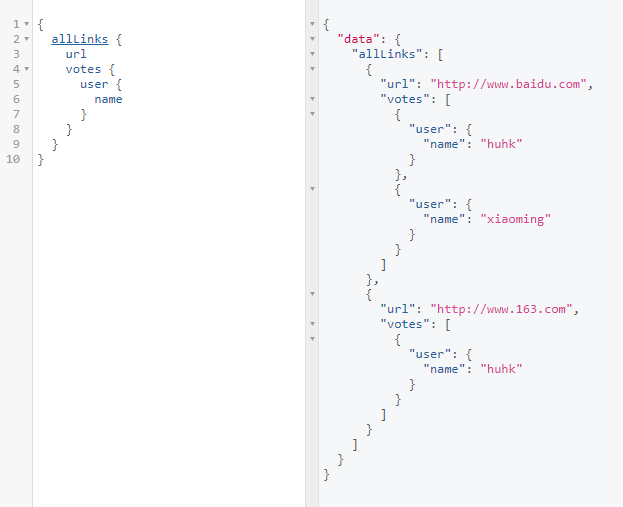 1 {
2 allLinks {
3 url
4 votes {
5 user {
6 name
7 }
8 }
9 }
10 }
{
"data": {
"allLinks": [
{
"url": "http://www.baidu.com",
"votes": [
{
"user": {
"name": "huhk"
}
},
{
"user": {
"name": "xiaoming"
}
}
]
},
{
"url": "http://www.163.com",
"votes": [
{
"user": {
"name": "huhk"
}
}
]
}
]
}
}